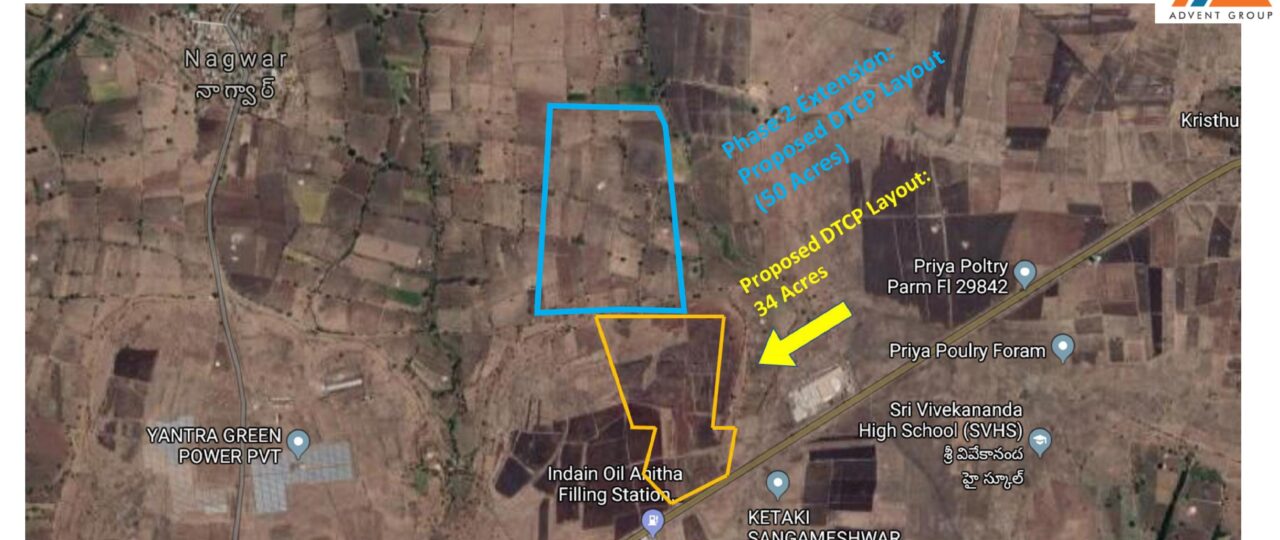 ADVENT GROUP
Nagwar
నాగ్వార్
Phase 2 Extension:
Proposed DTCP Layout
(50 Acres)
Kristhu
Proposed DTCP Layout:
34 Acres
Priya Poltry
Parm Fl 29842
Priya Poulry Foram
Sri Vivekananda
High School (SVHS)
శ్రీ వివేకానంద
హై స్కూల్
YANTRA GREEN
POWER PVT
Indain Oil Anitha
Filling Station..
KETAKI
SANGAMESHWAR